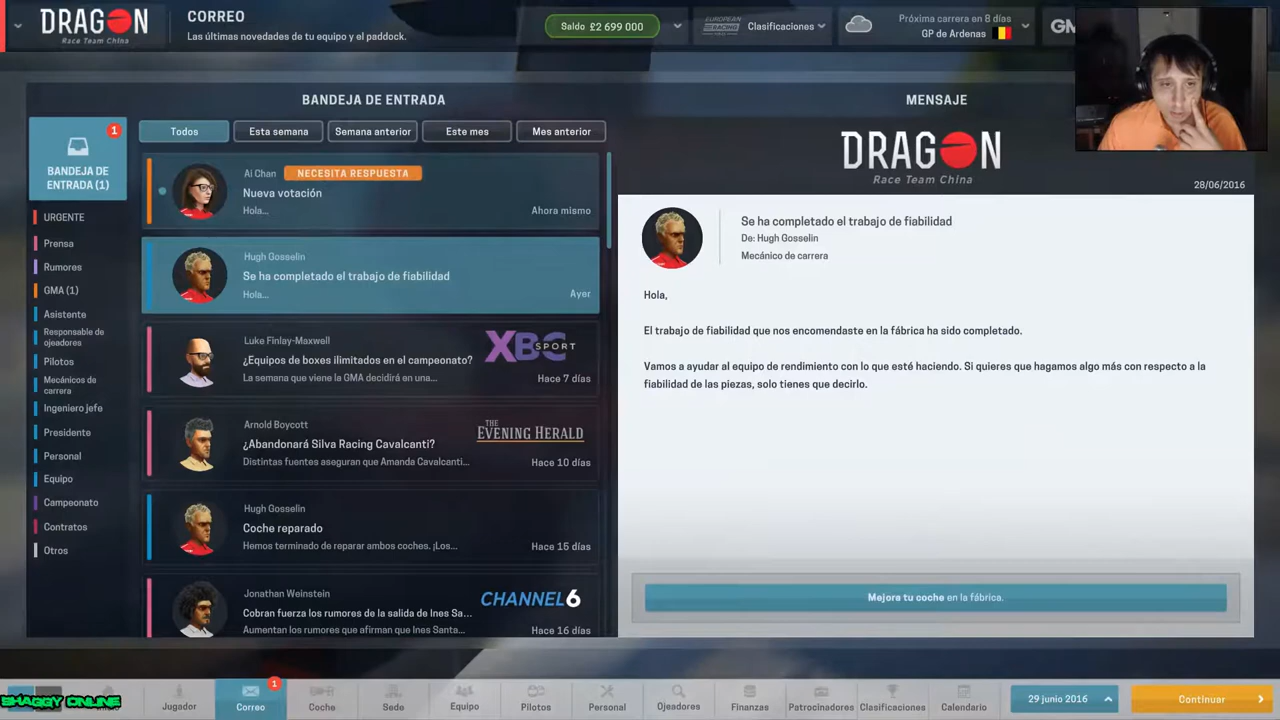 DRAGON
Race Team China
CORREO
Las últimas novedades de tu equipo y el paddock.
Saldo £2 699 000
EUROPEAN
RACING
Clasificaciones
Próxima carrera en 8 días
GP de Ardenas
GM
BANDEJA DE ENTRADA
MENSAJE
1
BANDEJA DE
ENTRADA (1)
URGENTE
Prensa
Rumores
GMA (1)
Asistente
Responsable de
ojeadores
Pilotos
Mecánicos de
carrera
Ingeniero jefe
Presidente
Personal
Equipo
Campeonato
Contratos
Otros
Todos
Esta semana
Semana anterior
Este mes
Mes anterior
Ai Chan
NECESITA RESPUESTA
Nueva votación
Hola...
Ahora mismo
Hugh Gosselin
Se ha completado el trabajo de fiabilidad
Hola...
Ayer
Luke Finlay-Maxwell
XBC SPORT
¿Equipos de boxes ilimitados en el campeonato?
La semana que viene la GMA decidirá en una...
Hace 7 días
Arnold Boycott
THE
EVENING HERALD
¿Abandonará Silva Racing Cavalcanti?
Distintas fuentes aseguran que Amanda Cavalcanti...
Hace 10 días
Hugh Gosselin
Coche reparado
Hemos terminado de reparar ambos coches. ¡Los...
Hace 15 días
Jonathan Weinstein
CHANNEL6
Cobran fuerza los rumores de la salida de Ines Sa...
Aumentan los rumores que afirman que Ines Santa...
Hace 16 días
DRAGON
Race Team China
28/06/2016
Se ha completado el trabajo de fiabilidad
De: Hugh Gosselin
Mecánico de carrera
Hola,
El trabajo de fiabilidad que nos encomendaste en la fábrica ha sido completado.
Vamos a ayudar al equipo de rendimiento con lo que esté haciendo. Si quieres que hagamos algo más con respecto a la
fiabilidad de las piezas, solo tienes que decirlo.
Mejora tu coche en la fábrica.
SHAGGY ONLINE
Jugador
1
Correo
Coche
Sede
Equipo
Pilotos
Personal
Ojeadores
Finanzas
Patrocinadores
Clasificaciones
Calendario
29 junio 2016
Continuar